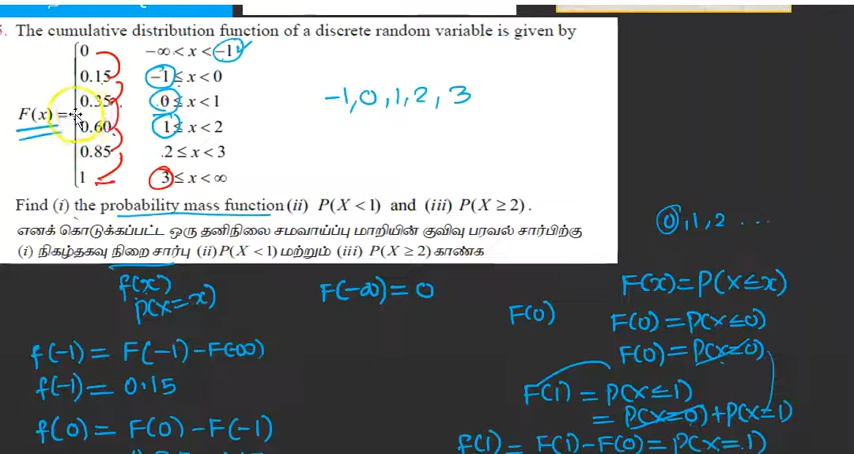 5. The cumulative distribution function of a discrete random variable is given by
F(x) =
0 −∞ < x < −1
0.15 −1 ≤ x < 0
0.35 0 ≤ x < 1
0.60 1 ≤ x < 2
0.85 2 ≤ x < 3
1 3 ≤ x < ∞
-1, 0, 1, 2, 3
Find (i) the probability mass function (ii) P(X < 1) and (iii) P(X ≥ 2).
எனக் கொடுக்கப்பட்ட ஒரு தனிநிலை சமவாய்ப்பு மாறியின் குவிவு பரவல் சார்பிற்கு
(i) நிகழ்தகவு நிறை சார்பு (ii) P(X < 1) மற்றும் (iii) P(X ≥ 2) காண்க
0, 1, 2 ...
f(x)
P(X=x)
F(-∞) = 0
f(-1) = F(-1) - F(-∞)
f(-1) = 0.15
f(0) = F(0) - F(-1)
F(0)
F(x) = P(X≤x)
F(0) = P(X≤0)
F(0) = P(X=0)
F(1) = P(X≤1)
= P(X=0) + P(X=1)
f(1) = F(1) - F(0) = P(X=1)